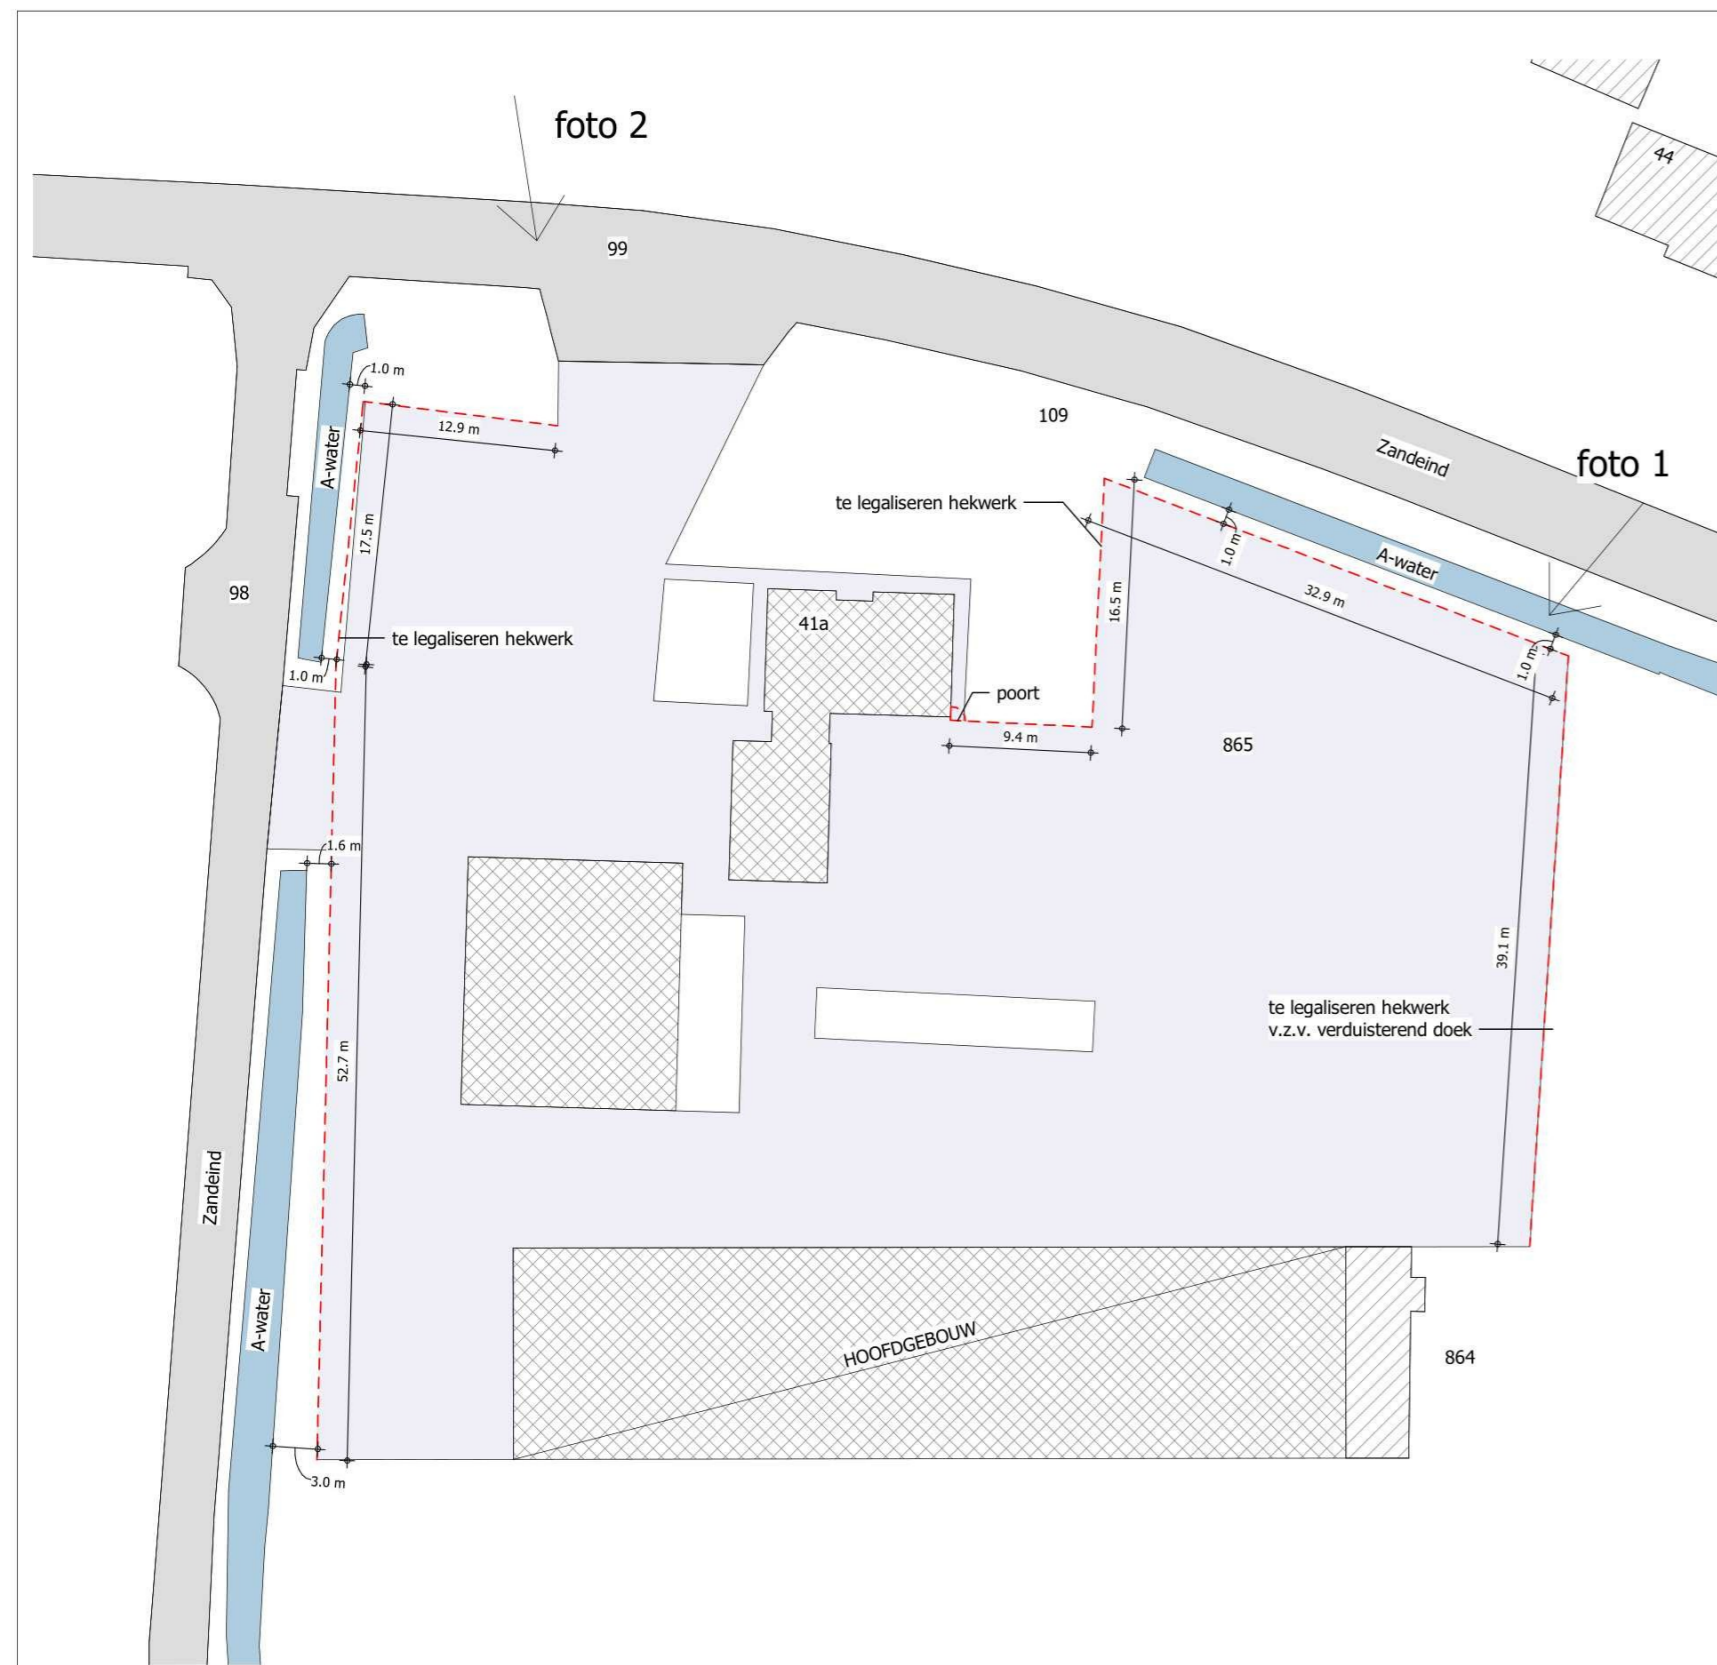 foto 2
44
99
1.0 m
109
12.9 m
A-water
Zandeind
foto 1
te legaliseren hekwerk
17.5 m
1.0 m
A-water
98
32.9 m
16.5 m
41a
te legaliseren hekwerk
1.0 m
1.0 m
poort
9.4 m
865
1.6 m
39.1 m
te legaliseren hekwerk
v.z.v. verduisterend doek
52.7 m
Zandeind
A-water
HOOFDGEBOUW
864
3.0 m